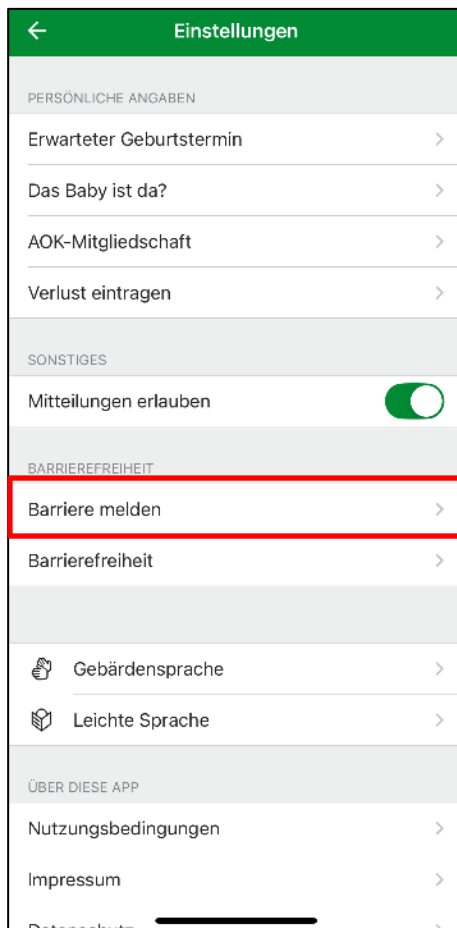 Einstellungen
PERSÖNLICHE ANGABEN
Erwarteter Geburtstermin
Das Baby ist da?
AOK-Mitgliedschaft
Verlust eintragen
SONSTIGES
Mitteilungen erlauben
BARRIEREFREIHEIT
Barriere melden
Barrierefreiheit
Gebärdensprache
Leichte Sprache
ÜBER DIESE APP
Nutzungsbedingungen
Impressum